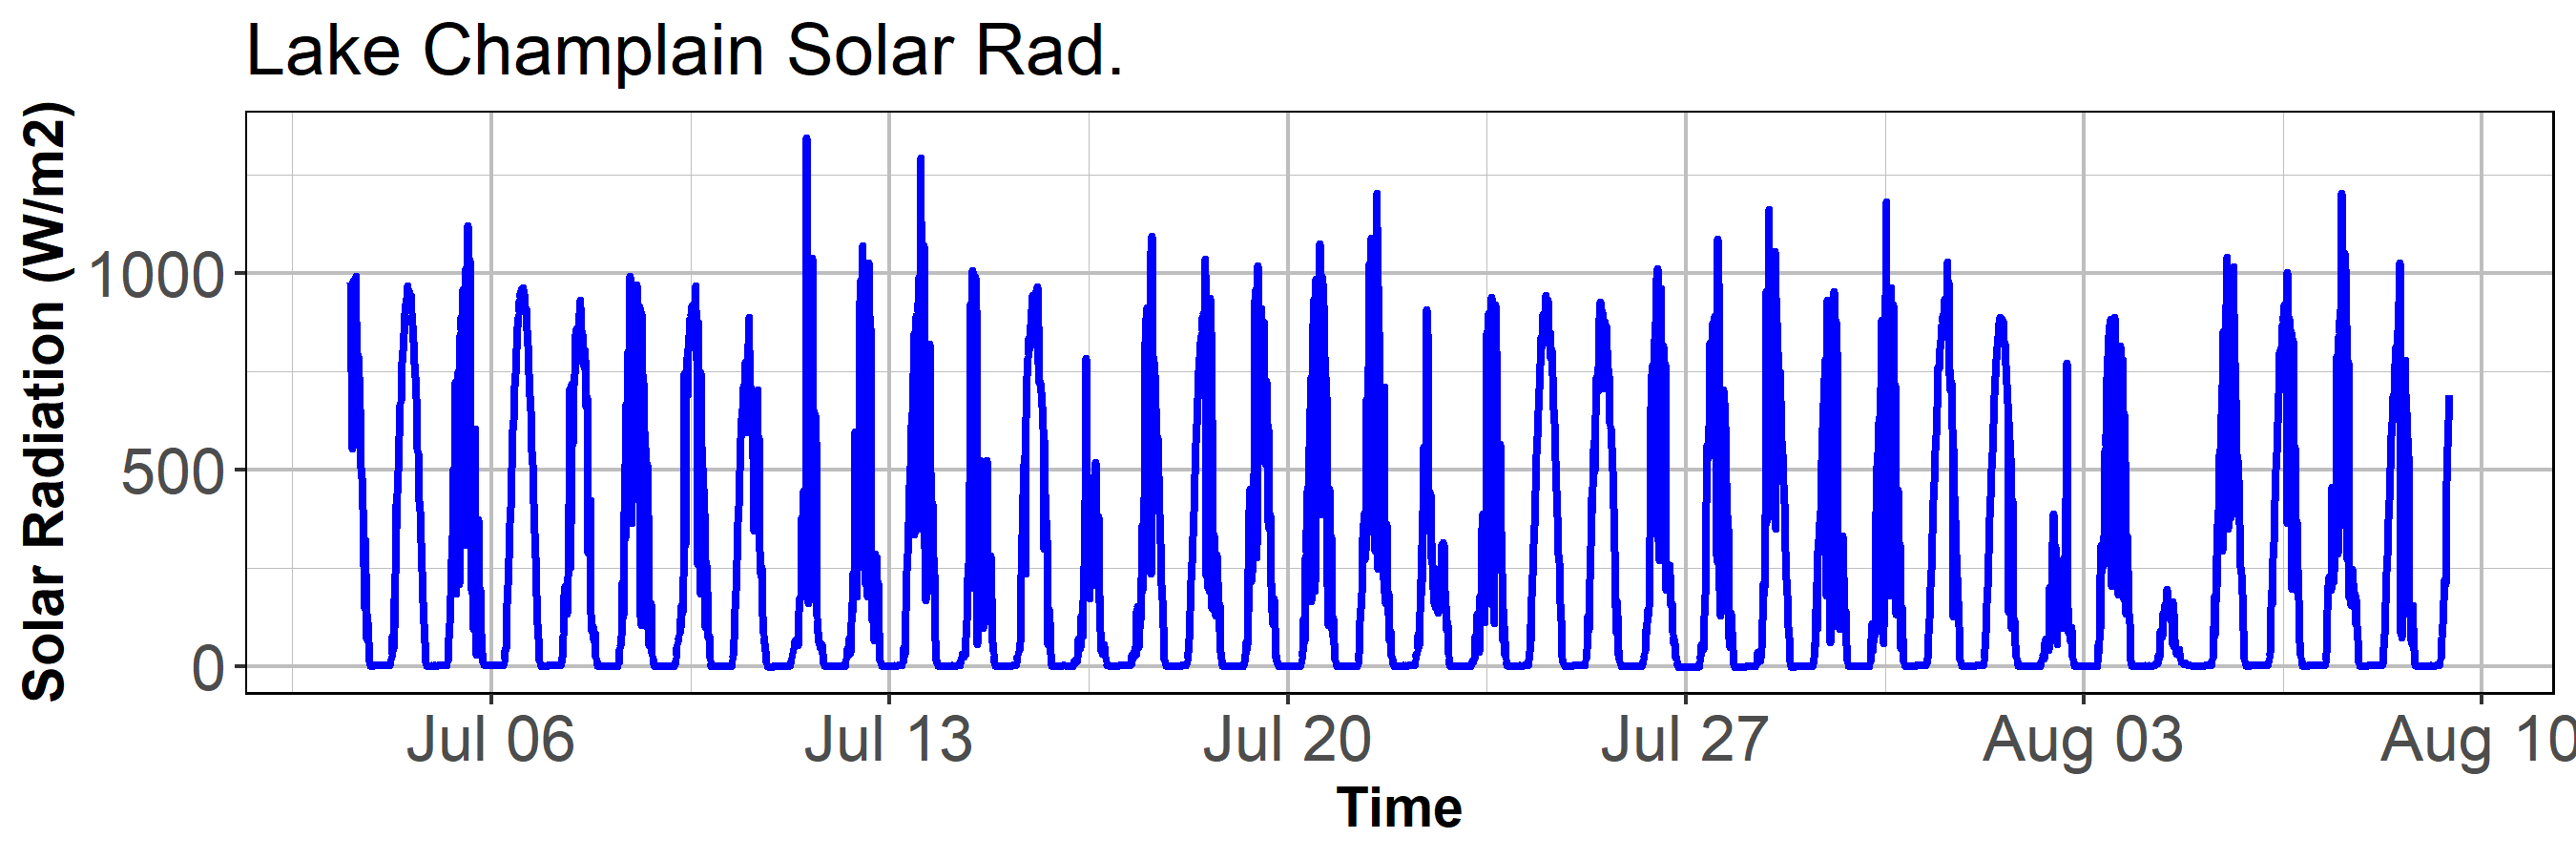 Lake Champlain Solar Rad.
Solar Radiation (W/m2)
1000
500
0
Jul 06 Jul 13 Jul 20 Jul 27 Aug 03 Aug 10
Time